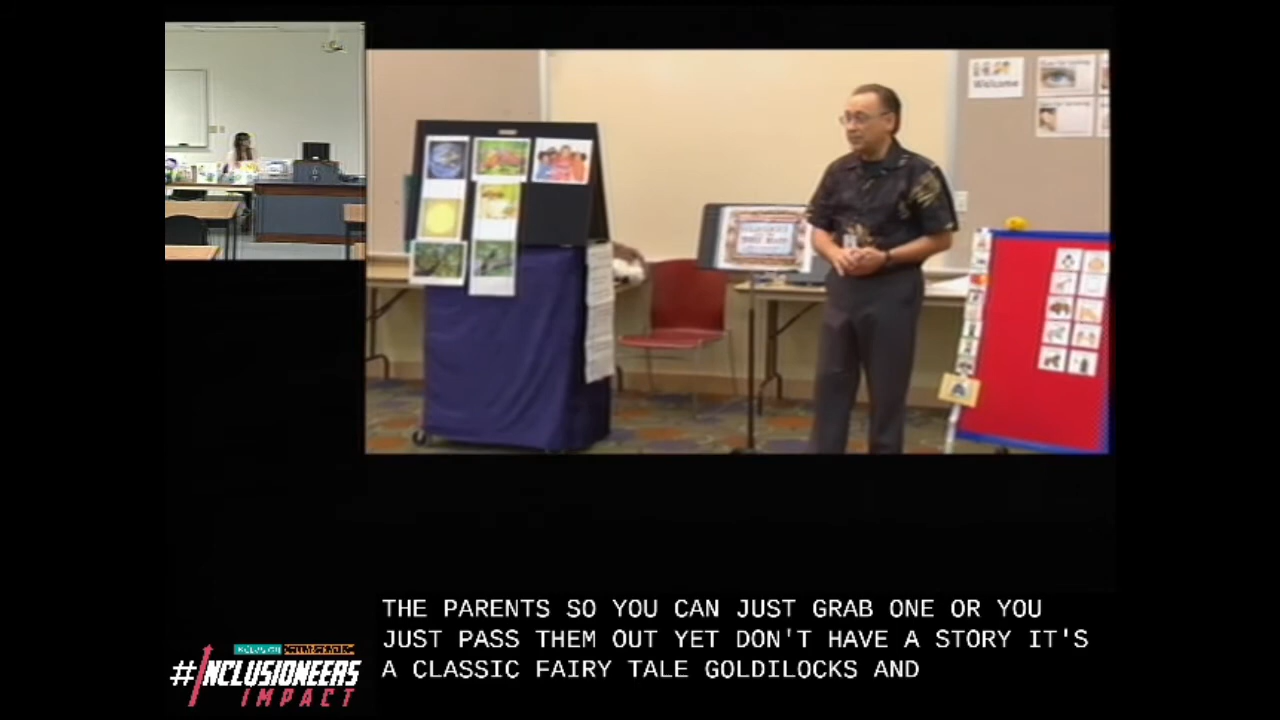 Welcome
THE PARENTS SO YOU CAN JUST GRAB ONE OR YOU
JUST PASS THEM OUT YET DON'T HAVE A STORY IT'S
A CLASSIC FAIRY TALE GOLDILOCKS AND
#INCLUSIONEERS
IMPACT